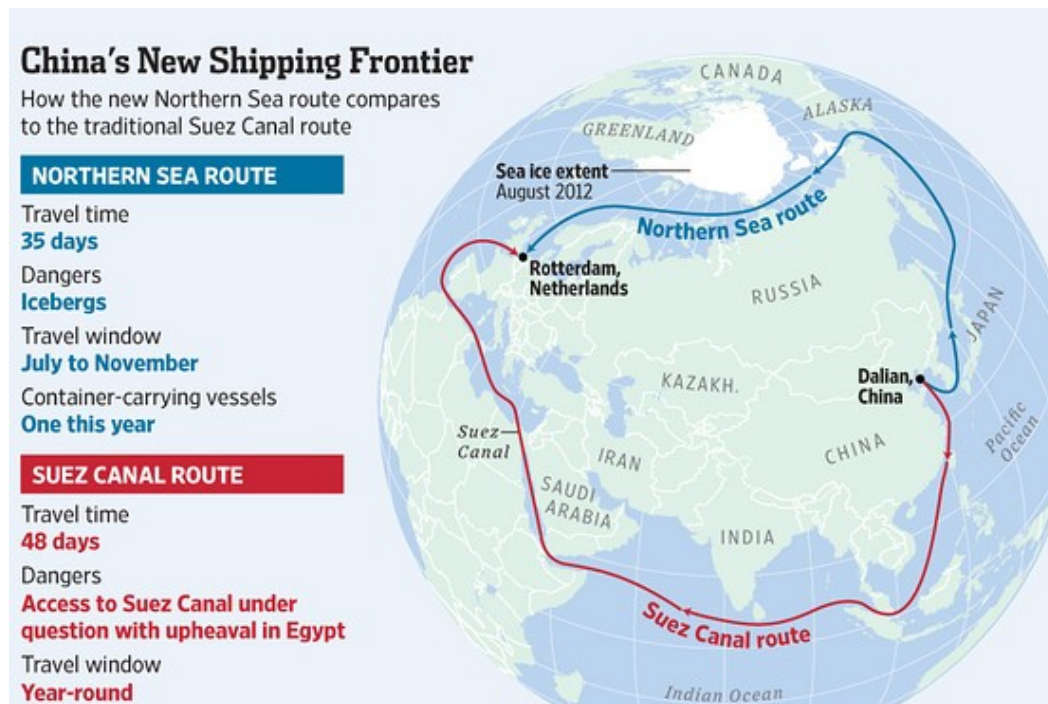 China's New Shipping Frontier
How the new Northern Sea route compares
to the traditional Suez Canal route
NORTHERN SEA ROUTE
Travel time
35 days
Dangers
Icebergs
Travel window
July to November
Container-carrying vessels
One this year
SUEZ CANAL ROUTE
Travel time
48 days
Dangers
Access to Suez Canal under
question with upheaval in Egypt
Travel window
Year-round
CANADA
ALASKA
GREENLAND
Sea ice extent
August 2012
Northern Sea route
Rotterdam,
Netherlands
RUSSIA
JAPAN
KAZAKH.
Dalian,
China
Pacific
Ocean
Suez
Canal
IRAN
CHINA
SAUDI
ARABIA
INDIA
Suez Canal route
Indian Ocean